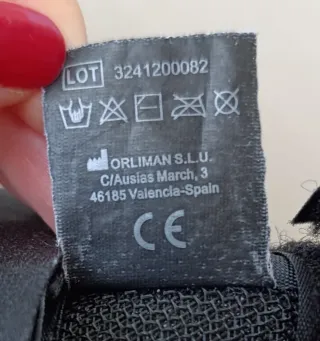 LOT 3241200082
ORLIMAN S.L.U.
C/Ausias March, 3
46185 Valencia-Spain
CE